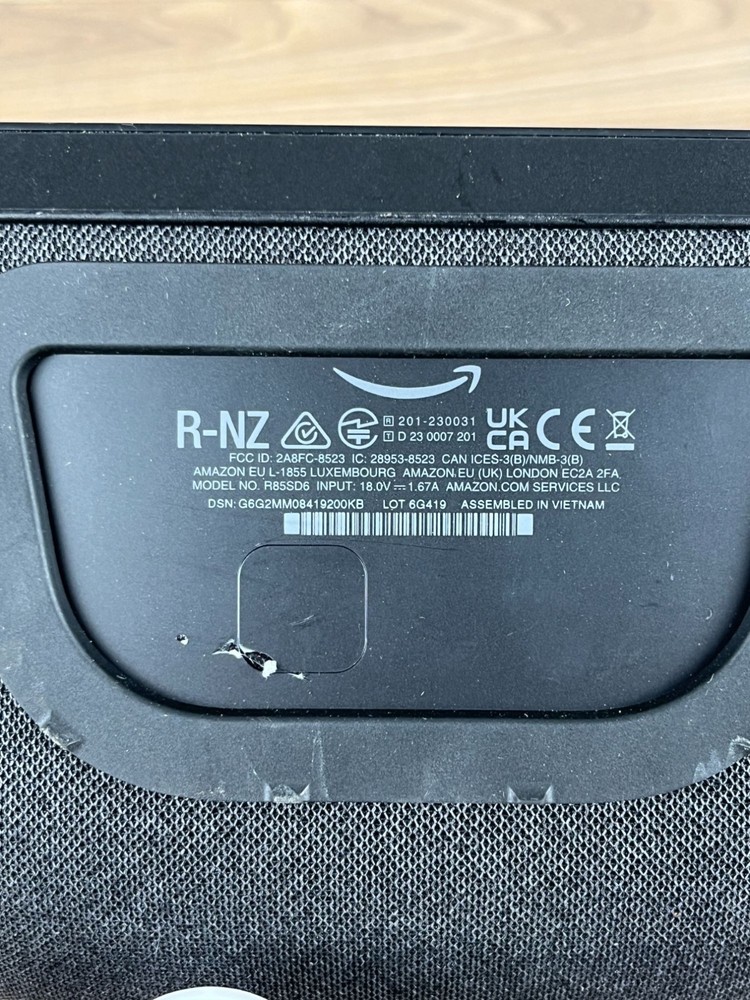 R-NZ R 201-230031 UK CA CE
T D 23 0007 201
FCC ID: 2A8FC-8523 IC: 28953-8523 CAN ICES-3(B)/NMB-3(B)
AMAZON EU L-1855 LUXEMBOURG AMAZON EU (UK) LONDON EC2A 2FA
MODEL NO. R85SD6 INPUT: 18.0V⎓1.67A AMAZON.COM SERVICES LLC
DSN: G6G2MM08419200KB LOT 6G419 ASSEMBLED IN VIETNAM